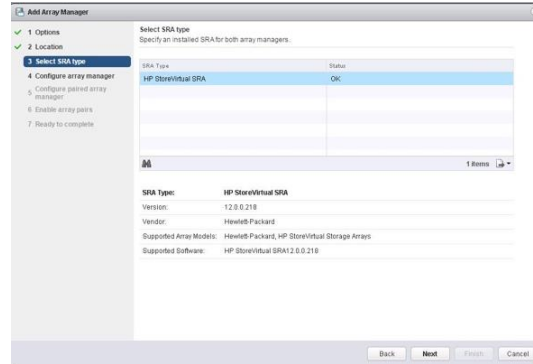 Add Array Manager
1 Options
2 Location
3 Select SRA type
4 Configure array manager
5 Configure paired array manager
6 Enable array pairs
7 Ready to complete
Select SRA type
Specify an installed SRA for both array managers.
SRA Type Status
HP StoreVirtual SRA OK
1 items
SRA Type: HP StoreVirtual SRA
Version: 12.0.0.218
Vendor: Hewlett-Packard
Supported Array Models: Hewlett-Packard, HP StoreVirtual Storage Arrays
Supported Software: HP StoreVirtual SRA12.0.0.218
Back Next Finish Cancel